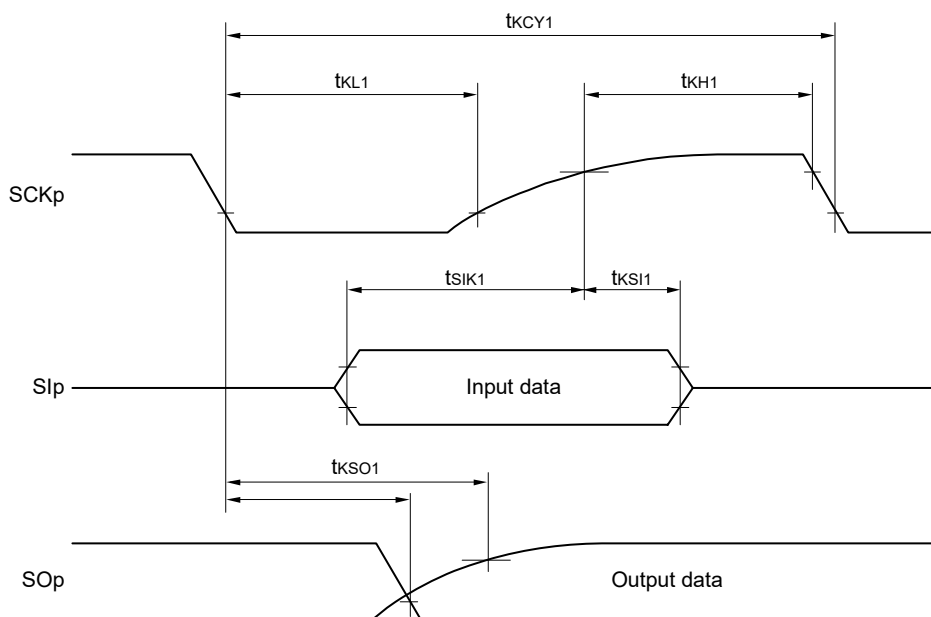 tKCY1
tKL1
tKH1
SCKp
tSIK1
tKSI1
SIp
Input data
tKSO1
SOp
Output data